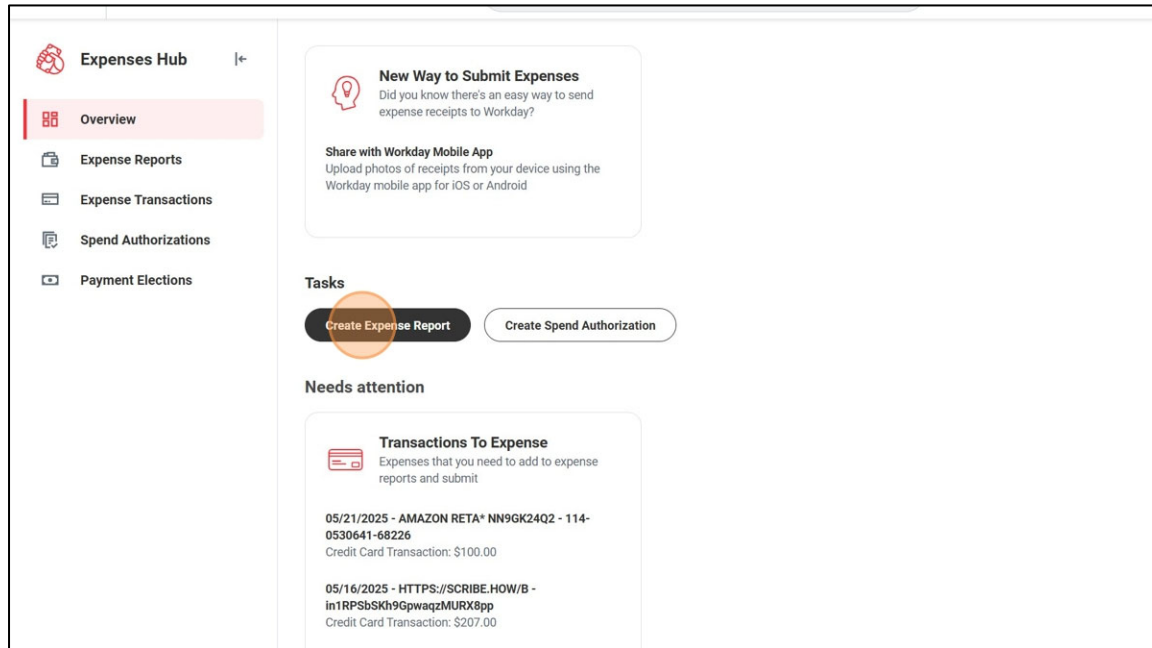 Expenses Hub
Overview
Expense Reports
Expense Transactions
Spend Authorizations
Payment Elections
New Way to Submit Expenses
Did you know there's an easy way to send
expense receipts to Workday?
Share with Workday Mobile App
Upload photos of receipts from your device using the
Workday mobile app for iOS or Android
Tasks
Create Expense Report
Create Spend Authorization
Needs attention
Transactions To Expense
Expenses that you need to add to expense
reports and submit
05/21/2025 - AMAZON RETA* NN9GK24Q2 - 114-
0530641-68226
Credit Card Transaction: $100.00
05/16/2025 - HTTPS://SCRIBE.HOW/B -
in1RPSbSKh9GpwaqzMURX8pp
Credit Card Transaction: $207.00